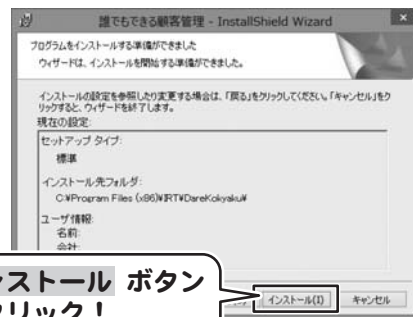 誰でもできる顧客管理 - InstallShield Wizard
プログラムをインストールする準備ができました
ウィザードは、インストールを開始する準備ができました。
インストールの設定を参照したり変更する場合は、「戻る」をクリックしてください。「キャンセル」をク
リックすると、ウィザードを終了します。
現在の設定:
セットアップ タイプ:
標準
インストール先フォルダ:
C:¥Program Files (x86)¥IRT¥DareKokyaku¥
ユーザ情報:
名前:
会社:
ンストール ボタン
クリック！
インストール(I)
キャンセル